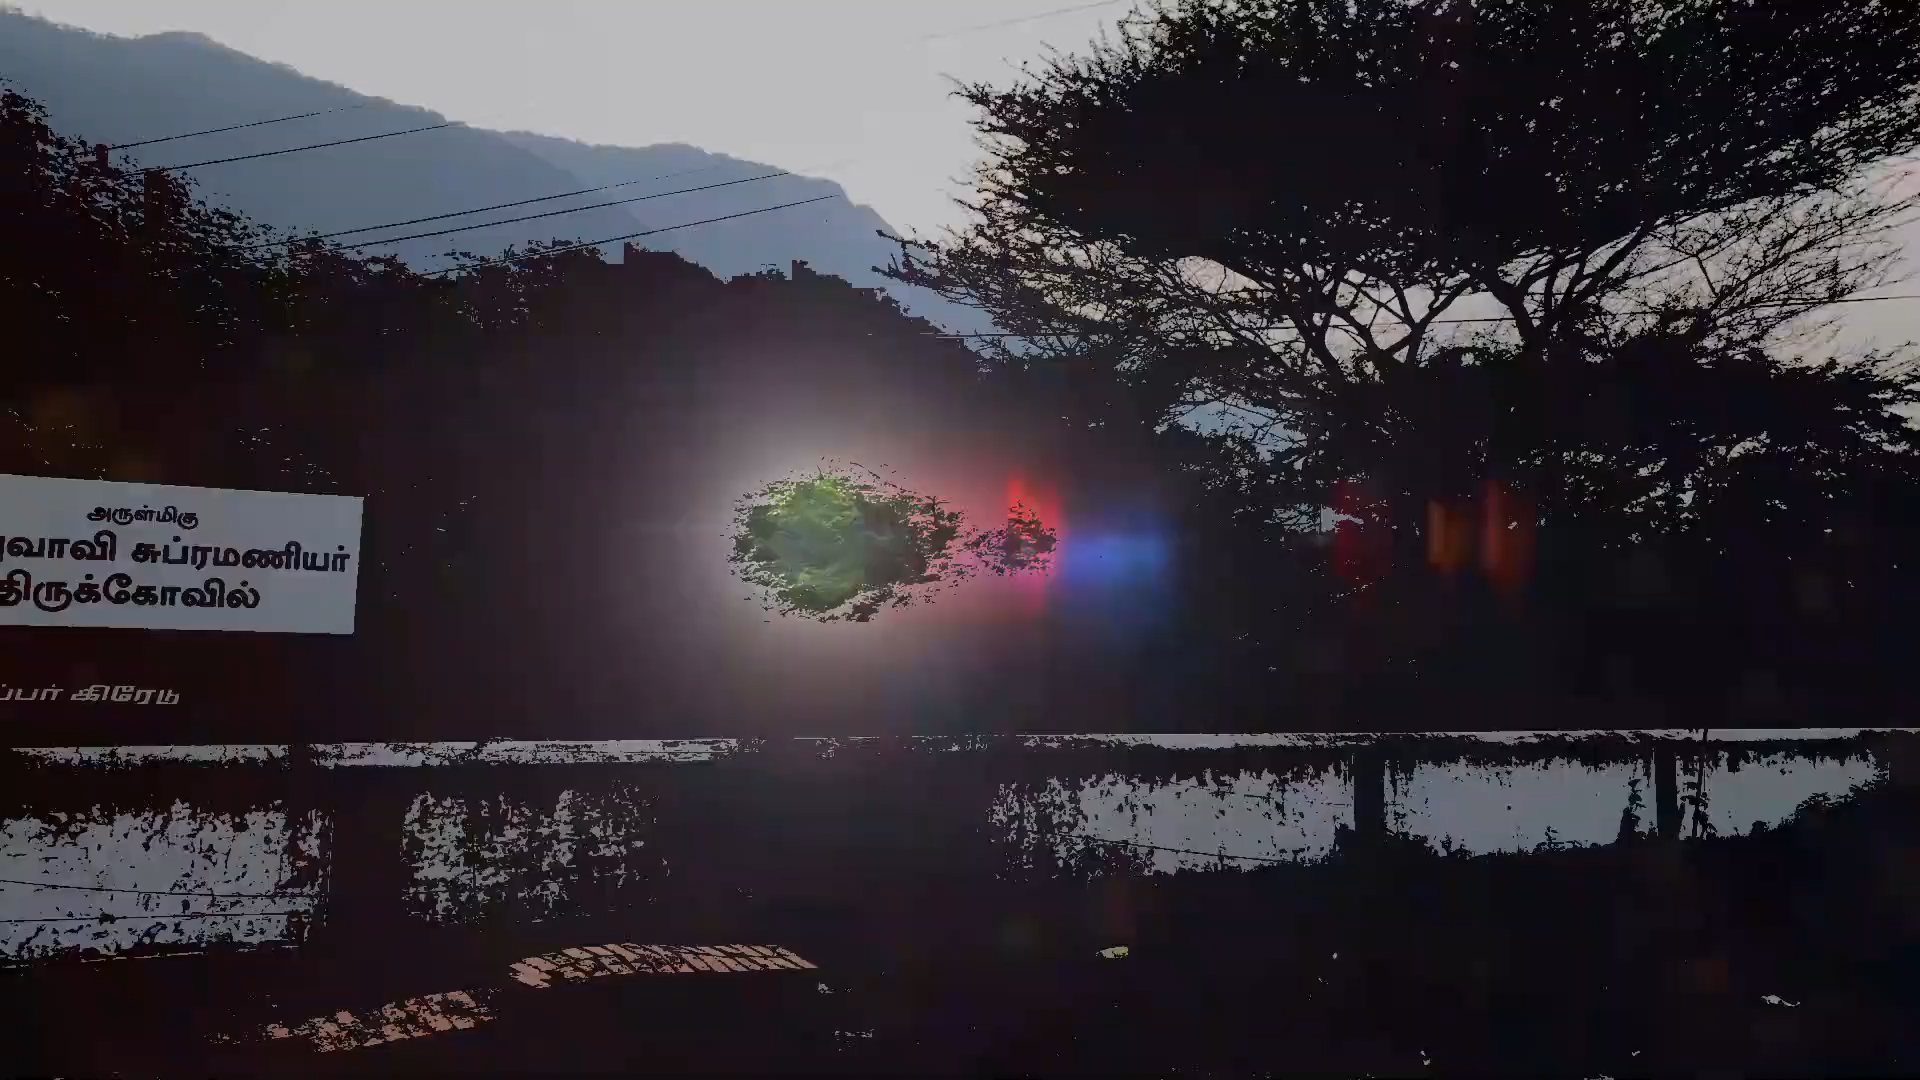 அருள்மிகு
வாவி சுப்ரமணியர்
திருக்கோவில்
ப்பர் கிரேடு